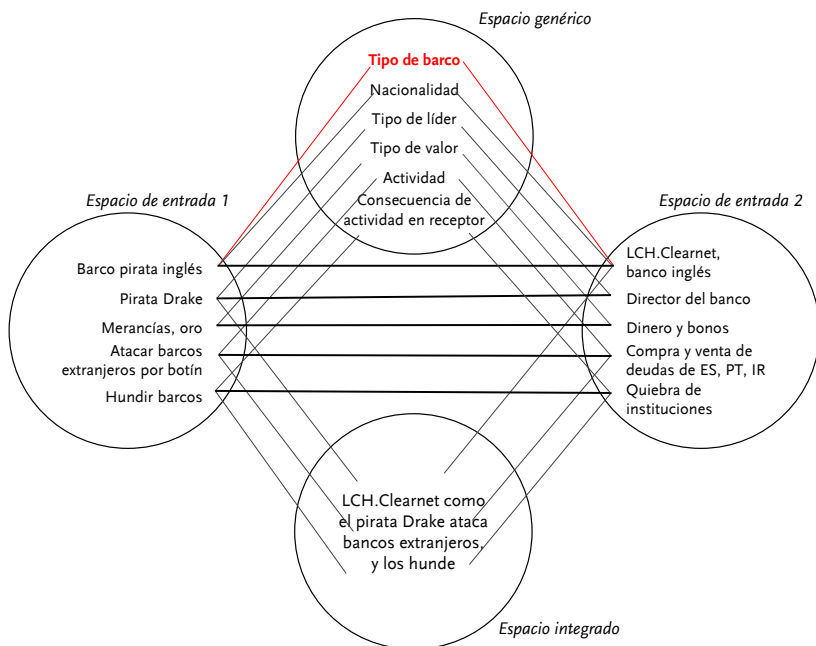 Espacio genérico
Tipo de barco
Nacionalidad
Tipo de líder
Tipo de valor
Actividad
Consecuencia de
actividad en receptor
Espacio de entrada 1
Barco pirata inglés
Pirata Drake
Merancías, oro
Atacar barcos
extranjeros por botín
Hundir barcos
Espacio de entrada 2
LCH.Clearnet,
banco inglés
Director del banco
Dinero y bonos
Compra y venta de
deudas de ES, PT, IR
Quiebra de
instituciones
LCH.Clearnet como
el pirata Drake ataca
bancos extranjeros,
y los hunde
Espacio integrado